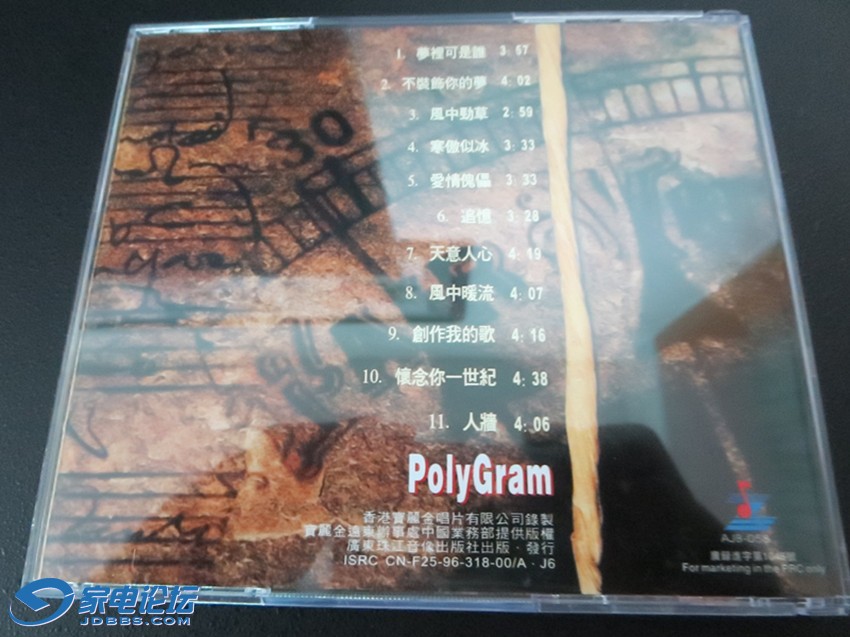 1. 夢裡可是誰 3:57
2. 不裝飾你的夢 4:02
3. 風中勁草 2:59
4. 寒傲似冰 3:33
5. 愛情傀儡 3:33
6. 追憶 3:28
7. 天意人心 4:19
8. 風中暖流 4:07
9. 創作我的歌 4:16
10. 懷念你一世紀 4:38
11. 人牆 4:06
30
PolyGram
香港寶麗金唱片有限公司錄製
寶麗金遠東辦事處中國業務部提供版權
廣東珠江音像出版社出版·發行
ISRC CN-F25-96-318-00/A·J6
AJB-058
For marketing in the PRC only
家电论坛
JDBBS.COM